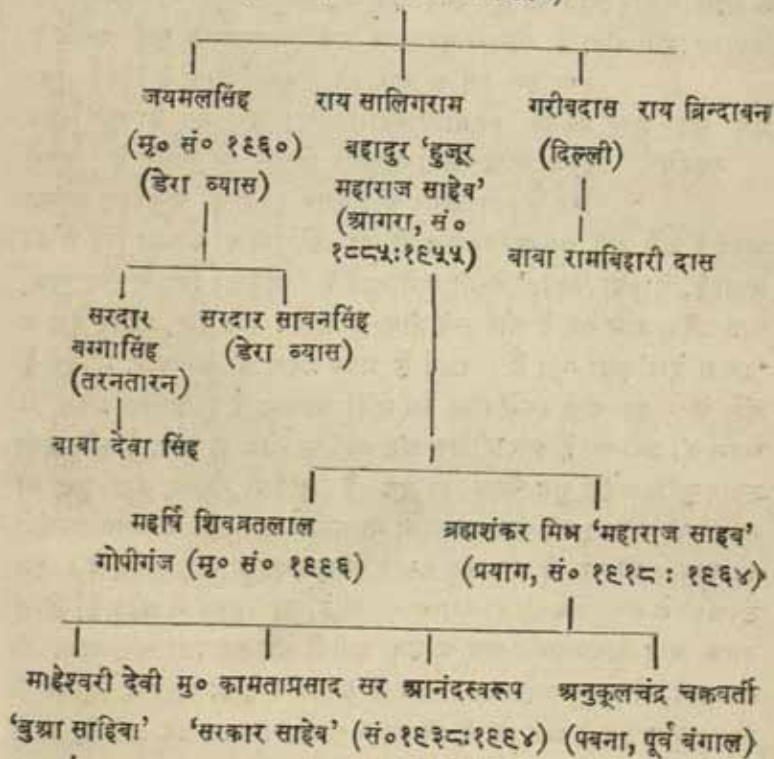 जयमलसिंह राय सालिगराम गरीबदास राय ब्रिन्दाबन
(मृ० सं० १९६०) बहादुर 'हुजूर (दिल्ली)
(डेरा व्यास) महाराज साहेब'
(आगरा, सं०
१८८५:१९५५) बाबा रामबिहारी दास
सरदार सरदार सावनसिंह
बग्गासिंह (डेरा व्यास)
(तरनतारन)
बाबा देवा सिंह
महर्षि शिवव्रतलाल ब्रह्मशंकर मिश्र 'महाराज साहब'
गोपीगंज (मृ० सं० १९९६) (प्रयाग, सं० १९१८ : १९६४)
माहेश्वरी देवी मु० कामताप्रसाद सर आनंदस्वरूप अनुकूलचंद्र चक्रवर्ती
'बुआ साहिबा' 'सरकार साहेब' (सं०१९३८:१९९४) (पबना, पूर्व बंगाल)